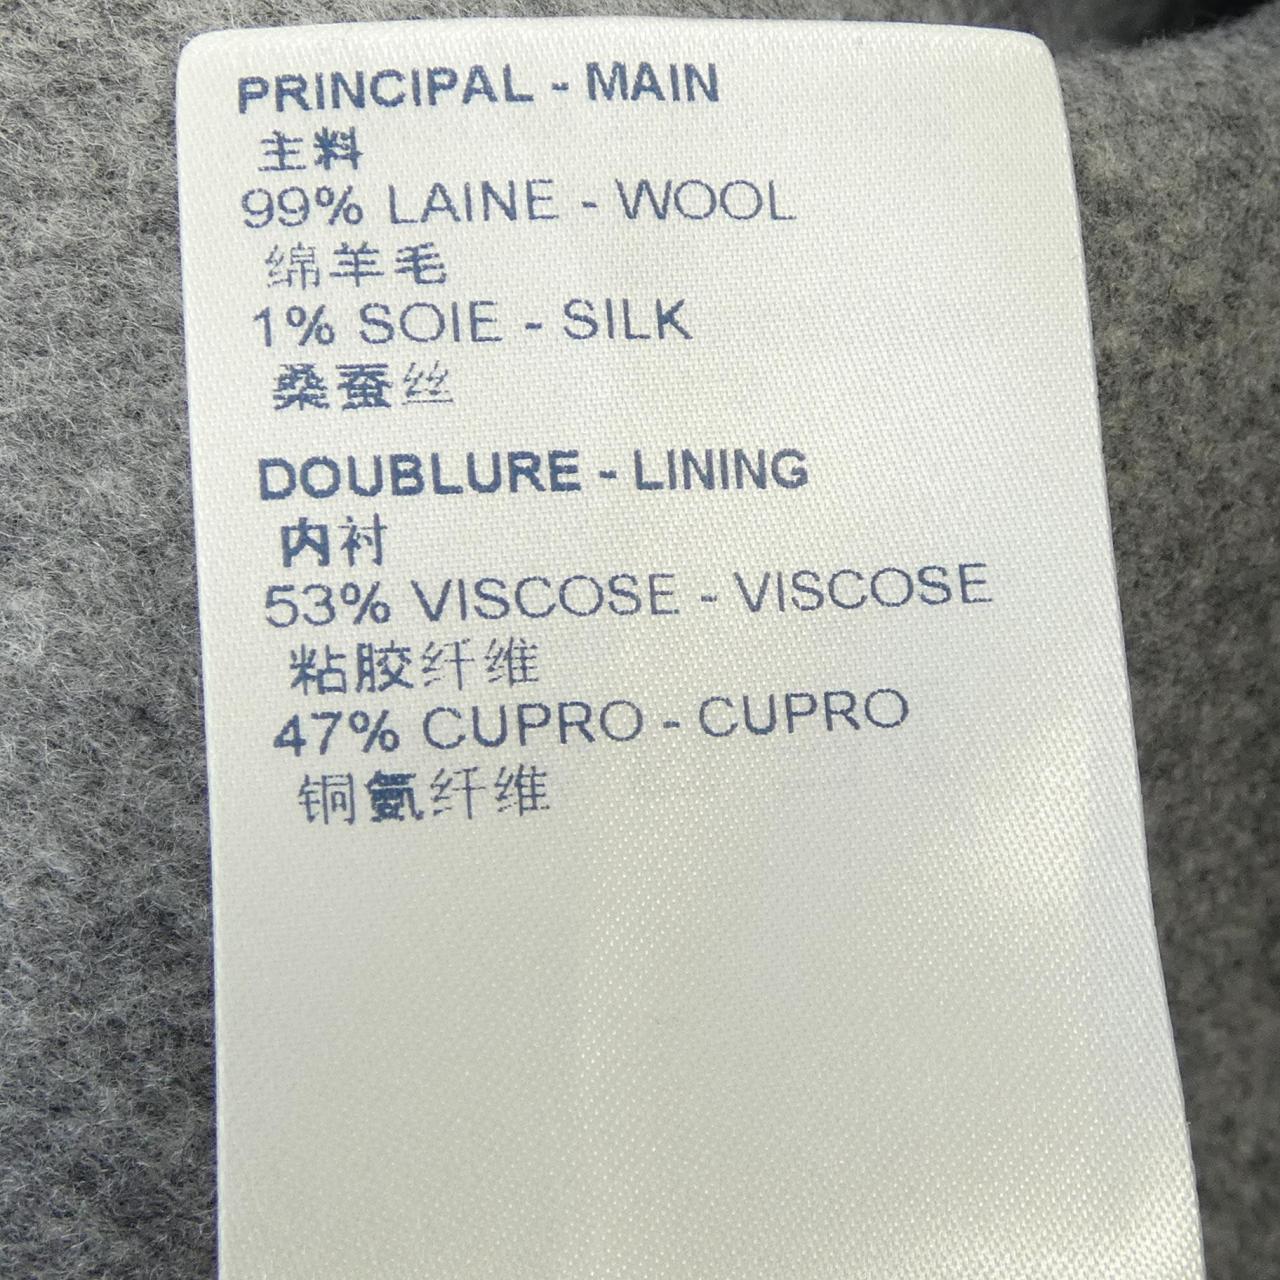 PRINCIPAL - MAIN
主料
99% LAINE - WOOL
绵羊毛
1% SOIE - SILK
桑蚕丝
DOUBLURE - LINING
内衬
53% VISCOSE - VISCOSE
粘胶纤维
47% CUPRO - CUPRO
铜氨纤维